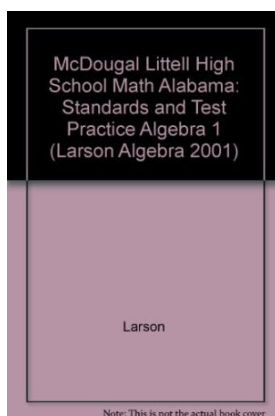 McDougal Littell High
School Math Alabama:
Standards and Test
Practice Algebra 1
(Larson Algebra 2001)
Larson
Note: This is not the actual book cover